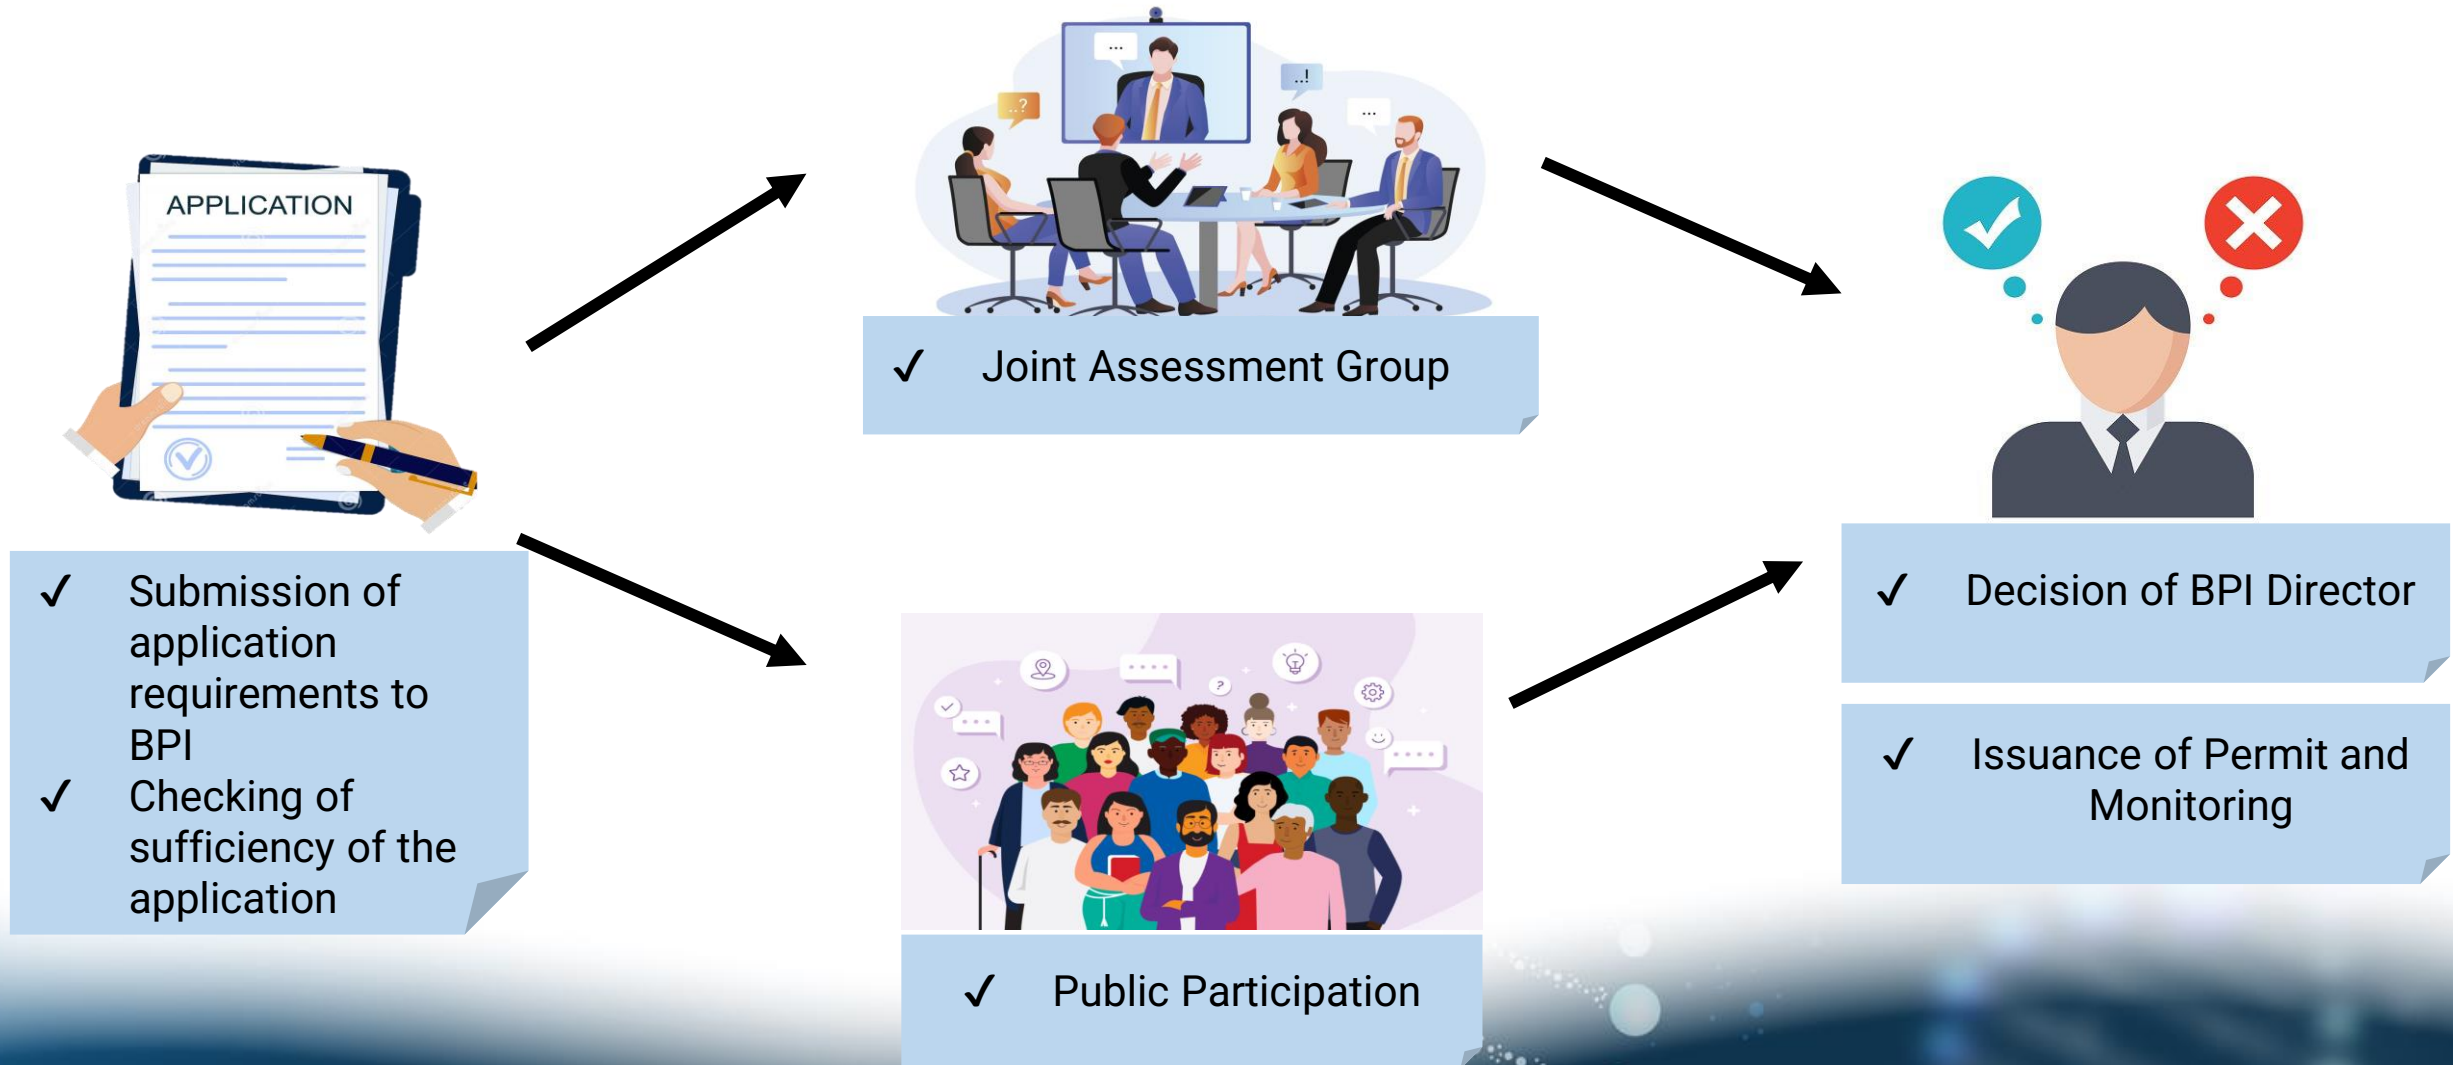 APPLICATION
✓ Submission of
application
requirements to
BPI
✓ Checking of
sufficiency of the
application
...
..?
..!
...
✓ Joint Assessment Group
?
✓ Public Participation
✓ Decision of BPI Director
✓ Issuance of Permit and
Monitoring